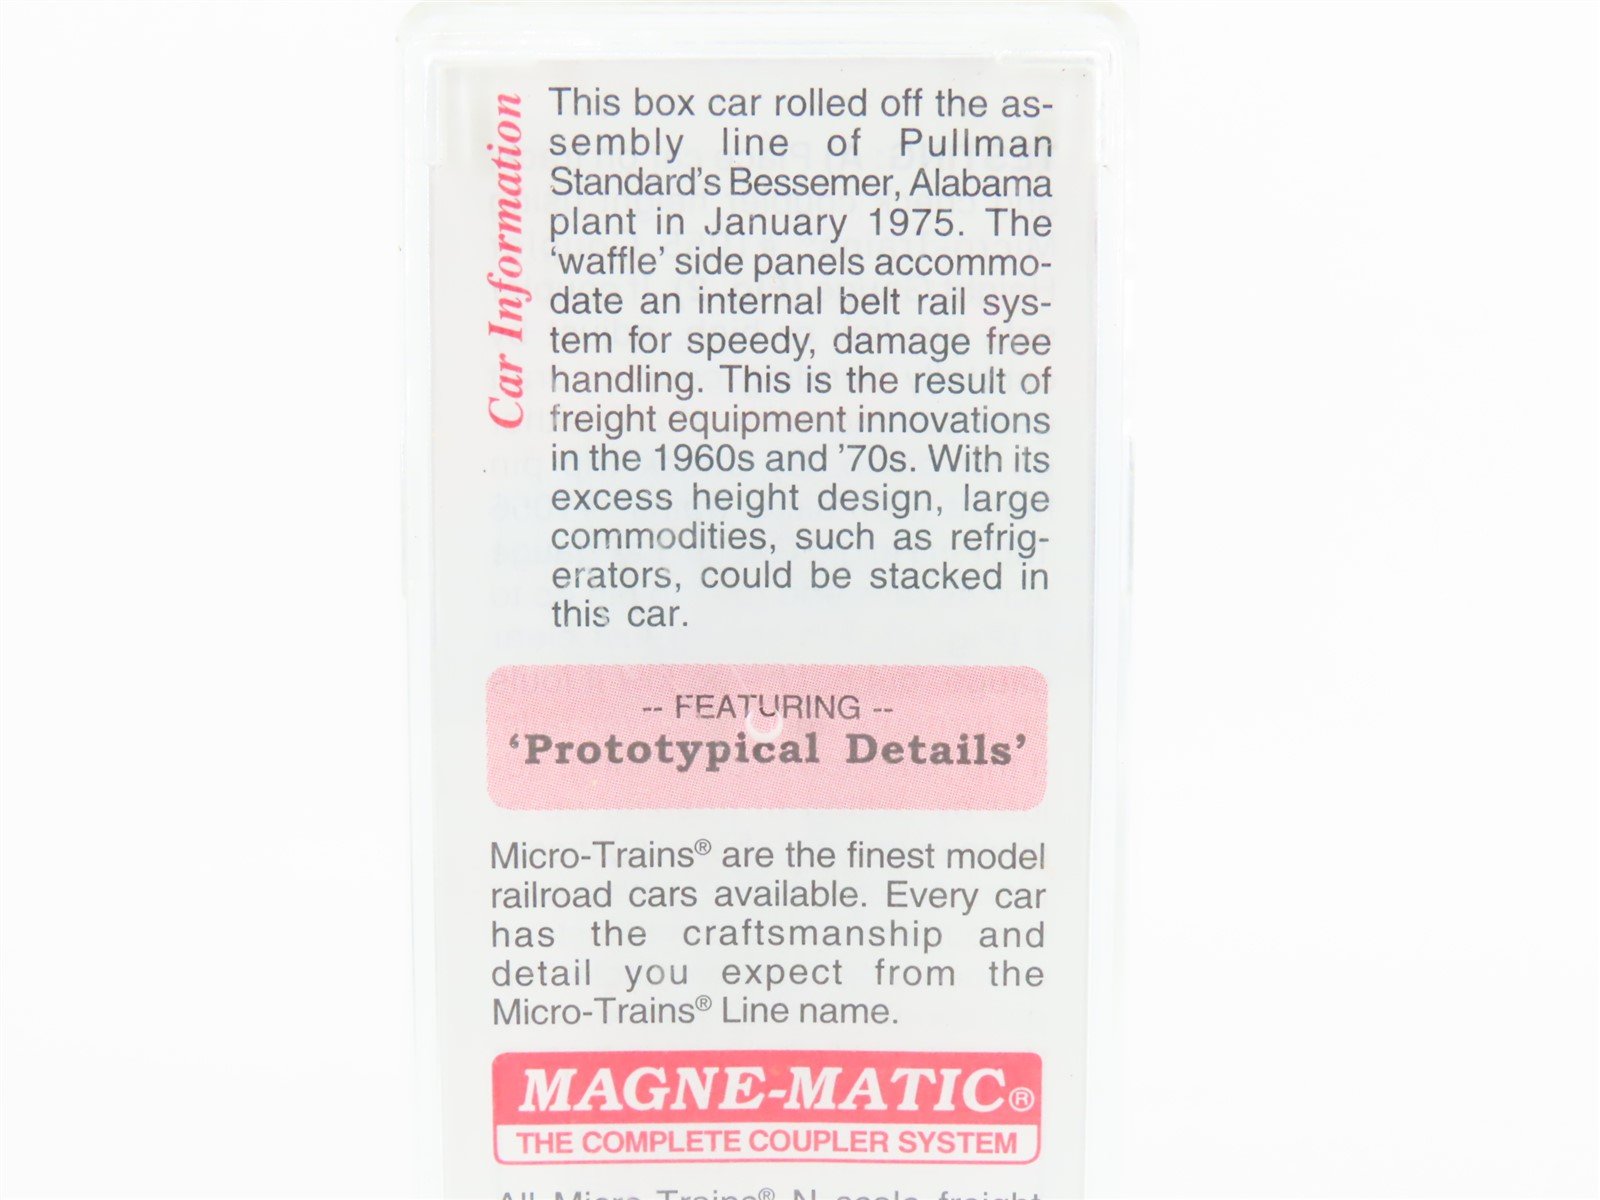 Car Information
This box car rolled off the as-
sembly line of Pullman
Standard's Bessemer, Alabama
plant in January 1975. The
'waffle' side panels accommo-
date an internal belt rail sys-
tem for speedy, damage free
handling. This is the result of
freight equipment innovations
in the 1960s and '70s. With its
excess height design, large
commodities, such as refrig-
erators, could be stacked in
this car.
-- FEATURING --
'Prototypical Details'
Micro-Trains® are the finest model
railroad cars available. Every car
has the craftsmanship and
detail you expect from the
Micro-Trains® Line name.
MAGNE-MATIC®
THE COMPLETE COUPLER SYSTEM
All Micro-Trains® N scale freight